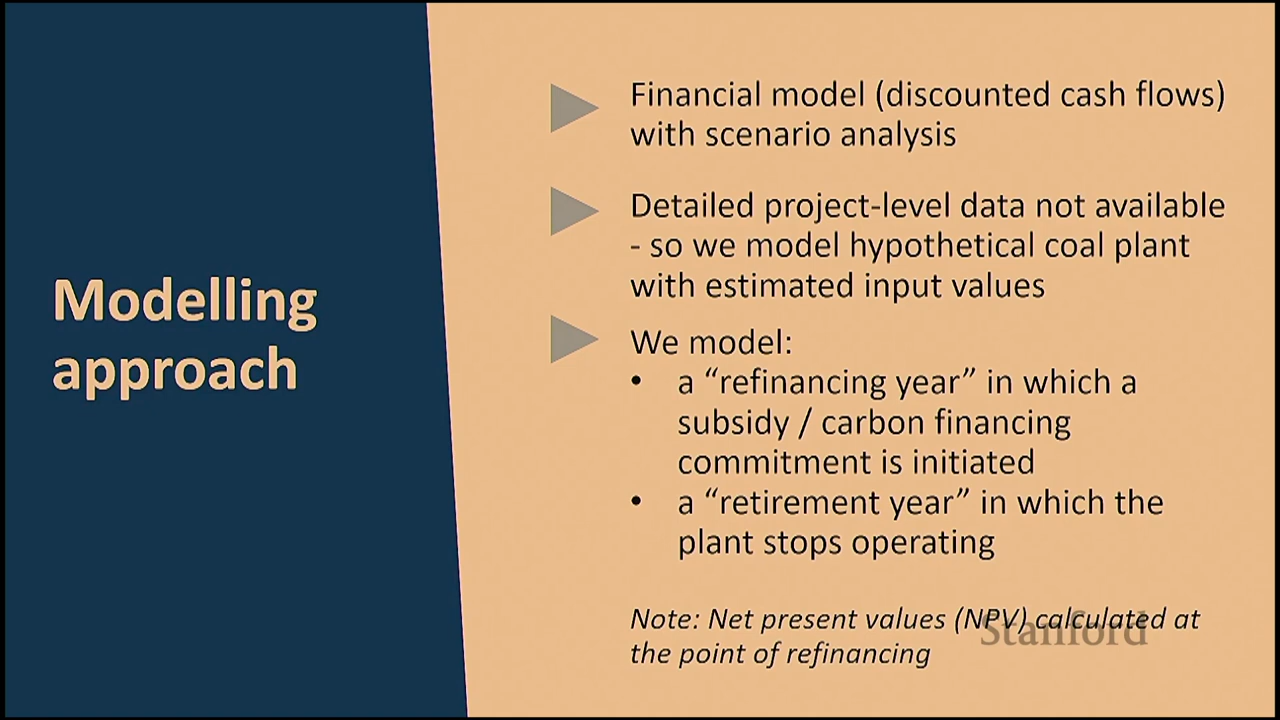 Modelling
approach
Financial model (discounted cash flows)
with scenario analysis
Detailed project-level data not available
- so we model hypothetical coal plant
with estimated input values
We model:
• a “refinancing year” in which a
subsidy / carbon financing
commitment is initiated
• a “retirement year” in which the
plant stops operating
Note: Net present values (NPV) calculated at
the point of refinancing
Stanford